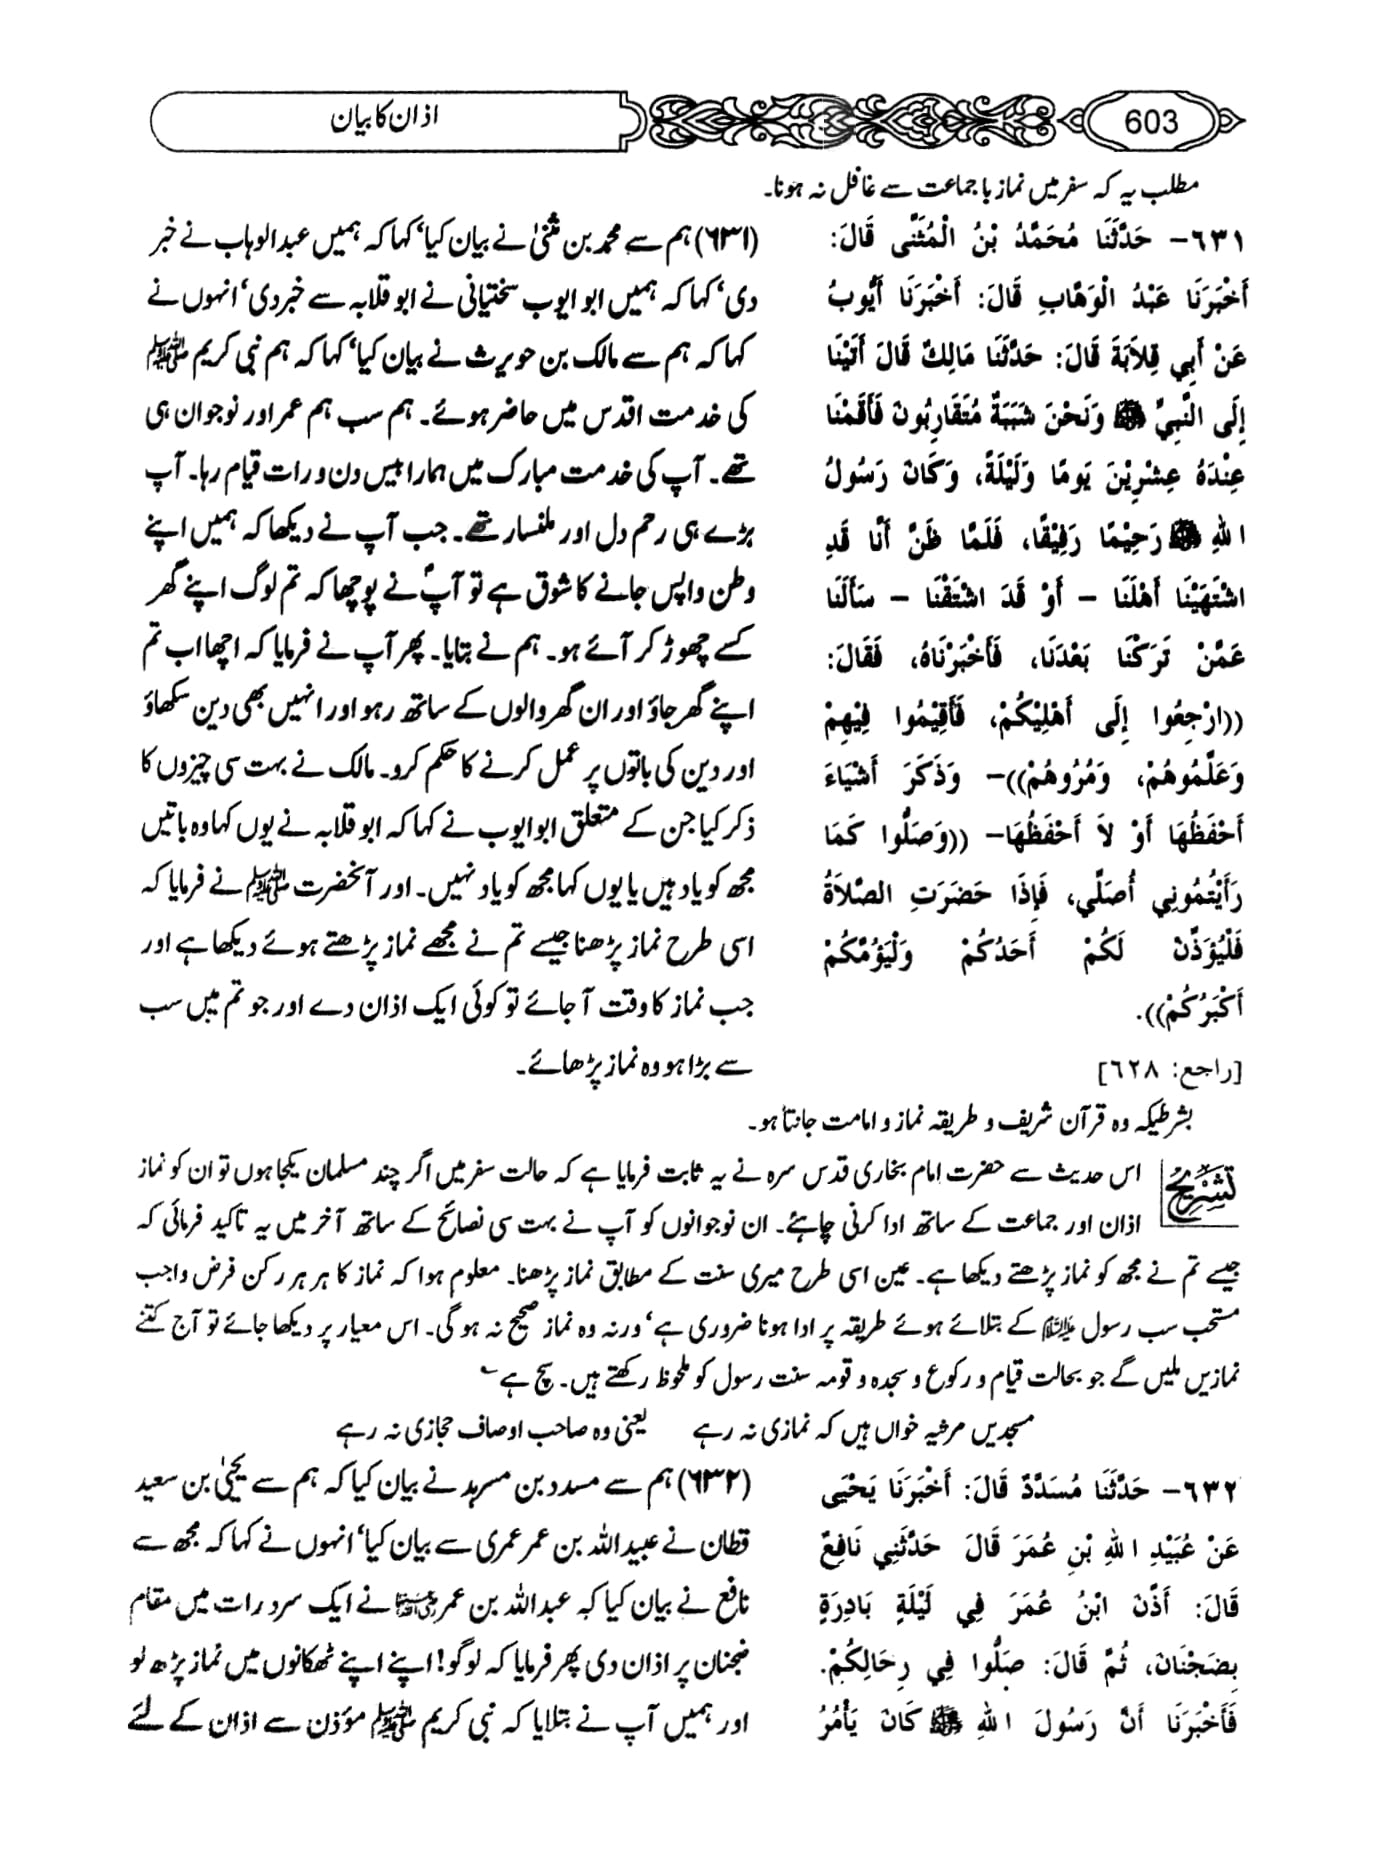 603
اذان کا بیان
مطلب یہ کہ سفر میں نماز با جماعت سے غافل نہ ہونا۔
٦٣١- حَدَّثَنَا مُحَمَّدُ بْنُ الْمُثَنَّى قَالَ:
أَخْبَرَنَا عَبْدُ الْوَهَّابِ قَالَ: أَخْبَرَنَا أَيُّوبُ
عَنْ أَبِي قِلاَبَةَ قَالَ: حَدَّثَنَا مَالِكٌ قَالَ أَتَيْنَا
إِلَى النَّبِيِّ ﷺ وَنَحْنُ شَبَبَةٌ مُتَقَارِبُونَ فَأَقَمْنَا
عِنْدَهُ عِشْرِيْنَ يَومًا وَلَيْلَةً، وَكَانَ رَسُولُ
اللهِ ﷺ رَحِيْمًا رَفِيْقًا، فَلَمَّا ظَنَّ أَنَّا قَدِ
اشْتَهَيْنَا أَهْلَنَا – أَوْ قَدَ اشْتَقْنَا – سَأَلَنَا
عَمَّنْ تَرَكْنَا بَعْدَنَا، فَأَخْبَرْنَاهُ، فَقَالَ:
((ارْجِعُوا إِلَى أَهْلِيْكُمْ، فَأَقِيْمُوا فِيْهِمْ
وَعَلِّمُوهُمْ، وَمُرُوهُمْ))– وَذَكَرَ أَشْيَاءَ
أَحْفَظُهَا أَوْ لاَ أَحْفَظُهَا– ((وَصَلُّوا كَمَا
رَأَيْتُمُونِي أُصَلِّي، فَإِذَا حَضَرَتِ الصَّلاَةُ
فَلْيُؤَذِّنْ لَكُمْ أَحَدُكُمْ وَلْيَؤُمَّكُمْ
أَكْبَرُكُمْ)).
[راجع: ٦٢٨]
(٦٣١) ہم سے محمد بن مثنیٰ نے بیان کیا‘ کہا کہ ہمیں عبدالوہاب نے خبر
دی‘ کہا کہ ہمیں ابو ایوب سختیانی نے ابو قلابہ سے خبر دی‘ انہوں نے
کہا کہ ہم سے مالک بن حویرث نے بیان کیا‘ کہا کہ ہم نبی کریم ﷺ
کی خدمت اقدس میں حاضر ہوئے۔ ہم سب ہم عمر اور نوجوان ہی
تھے۔ آپ کی خدمت مبارک میں ہمارا بیس دن و رات قیام رہا۔ آپ
بڑے ہی رحم دل اور ملنسار تھے۔ جب آپ نے دیکھا کہ ہمیں اپنے
وطن واپس جانے کا شوق ہے تو آپؐ نے پوچھا کہ تم لوگ اپنے گھر
کسے چھوڑ کر آئے ہو۔ ہم نے بتایا۔ پھر آپ نے فرمایا کہ اچھا اب تم
اپنے گھر جاؤ اور ان گھر والوں کے ساتھ رہو اور انہیں بھی دین سکھاؤ
اور دین کی باتوں پر عمل کرنے کا حکم کرو۔ مالک نے بہت سی چیزوں کا
ذکر کیا جن کے متعلق ابو ایوب نے کہا کہ ابو قلابہ نے یوں کہا وہ باتیں
مجھ کو یاد ہیں یا یوں کہا مجھ کو یاد نہیں۔ اور آنحضرت ﷺ نے فرمایا کہ
اسی طرح نماز پڑھنا جیسے تم نے مجھے نماز پڑھتے ہوئے دیکھا ہے اور
جب نماز کا وقت آ جائے تو کوئی ایک اذان دے اور جو تم میں سب
سے بڑا ہو وہ نماز پڑھائے۔
بشرطیکہ وہ قرآن شریف و طریقہ نماز و امامت جانتا ہو۔
تشریح اس حدیث سے حضرت امام بخاری قدس سرہ نے یہ ثابت فرمایا ہے کہ حالت سفر میں اگر چند مسلمان یکجا ہوں تو ان کو نماز
اذان اور جماعت کے ساتھ ادا کرنی چاہئے۔ ان نوجوانوں کو آپ نے بہت سی نصائح کے ساتھ آخر میں یہ تاکید فرمائی کہ
جیسے تم نے مجھ کو نماز پڑھتے دیکھا ہے۔ عین اسی طرح میری سنت کے مطابق نماز پڑھنا۔ معلوم ہوا کہ نماز کا ہر ہر رکن فرض واجب
مستحب سب رسول ﷺ کے بتلائے ہوئے طریقہ پر ادا ہونا ضروری ہے‘ ورنہ وہ نماز صحیح نہ ہو گی۔ اس معیار پر دیکھا جائے تو آج کتنے
نمازیں ملیں گے جو بحالت قیام و رکوع و سجدہ و قومہ سنت رسول کو ملحوظ رکھتے ہیں۔ سچ ہے
مسجدیں مرثیہ خواں ہیں کہ نمازی نہ رہے یعنی وہ صاحب اوصاف حجازی نہ رہے
٦٣٢- حَدَّثَنَا مُسَدَّدٌ قَالَ: أَخْبَرَنَا يَحْيَى
عَنْ عُبَيْدِ اللهِ بْنِ عُمَرَ قَالَ حَدَّثَنِي نَافِعٌ
قَالَ: أَذَّنَ ابْنُ عُمَرَ فِي لَيْلَةٍ بَادِرَةٍ
بِضَجْنَانَ، ثُمَّ قَالَ: صَلُّوا فِي رِحَالِكُمْ.
فَأَخْبَرَنَا أَنَّ رَسُولَ اللهِ ﷺ كَانَ يَأْمُرُ
(٦٣٢) ہم سے مسدد بن مسرہد نے بیان کیا کہ ہم سے یحییٰ بن سعید
قطان نے عبیداللہ بن عمر عمری سے بیان کیا‘ انہوں نے کہا کہ مجھ سے
نافع نے بیان کیا کہ عبداللہ بن عمر رضی اللہ عنہما نے ایک سرد رات میں مقام
ضجنان پر اذان دی پھر فرمایا کہ لوگو! اپنے اپنے ٹھکانوں میں نماز پڑھ لو
اور ہمیں آپ نے بتلایا کہ نبی کریم ﷺ مؤذن سے اذان کے لئے